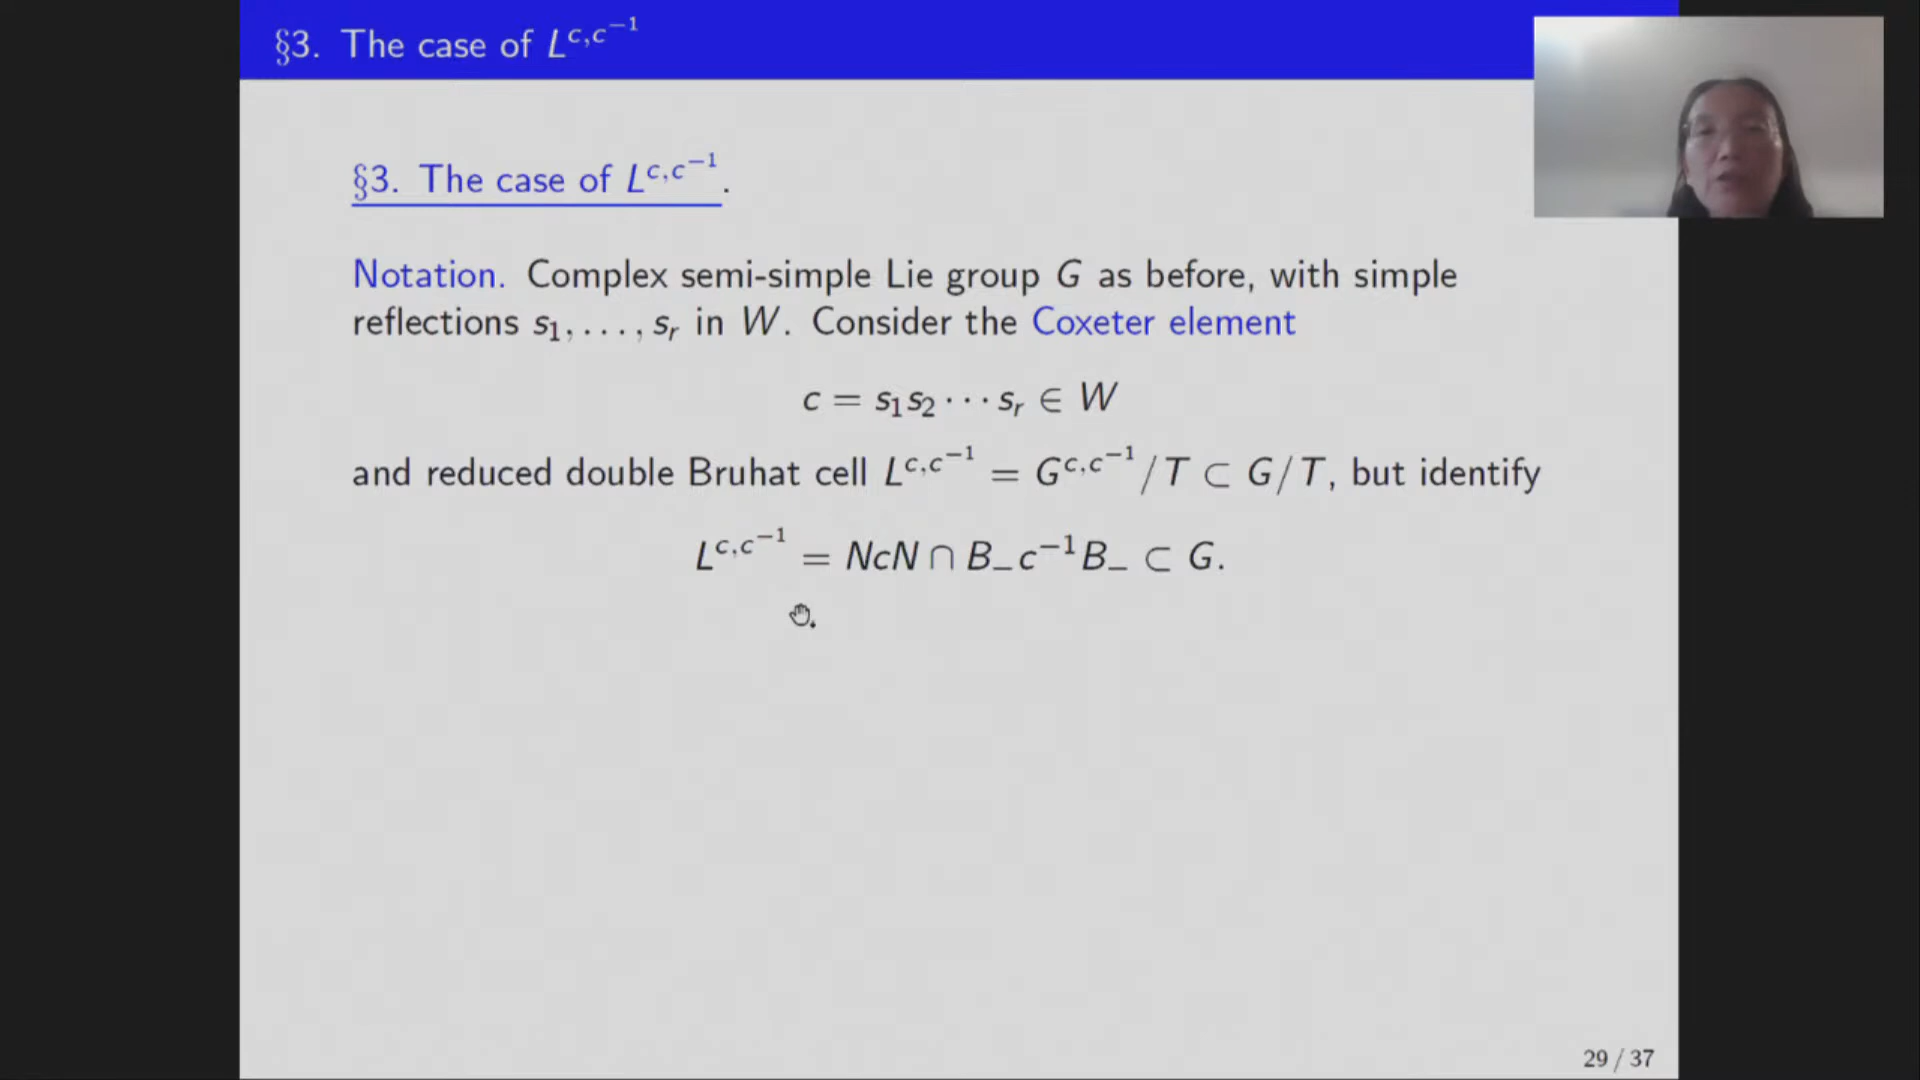 §3. The case of L^{c,c^{-1}}
§3. The case of L^{c,c^{-1}}.
Notation. Complex semi-simple Lie group G as before, with simple
reflections s_1, . . . , s_r in W. Consider the Coxeter element
c = s_1 s_2 · · · s_r ∈ W
and reduced double Bruhat cell L^{c,c^{-1}} = G^{c,c^{-1}}/T ⊂ G/T, but identify
L^{c,c^{-1}} = NcN ∩ B_− c^{−1} B_− ⊂ G.
29 / 37